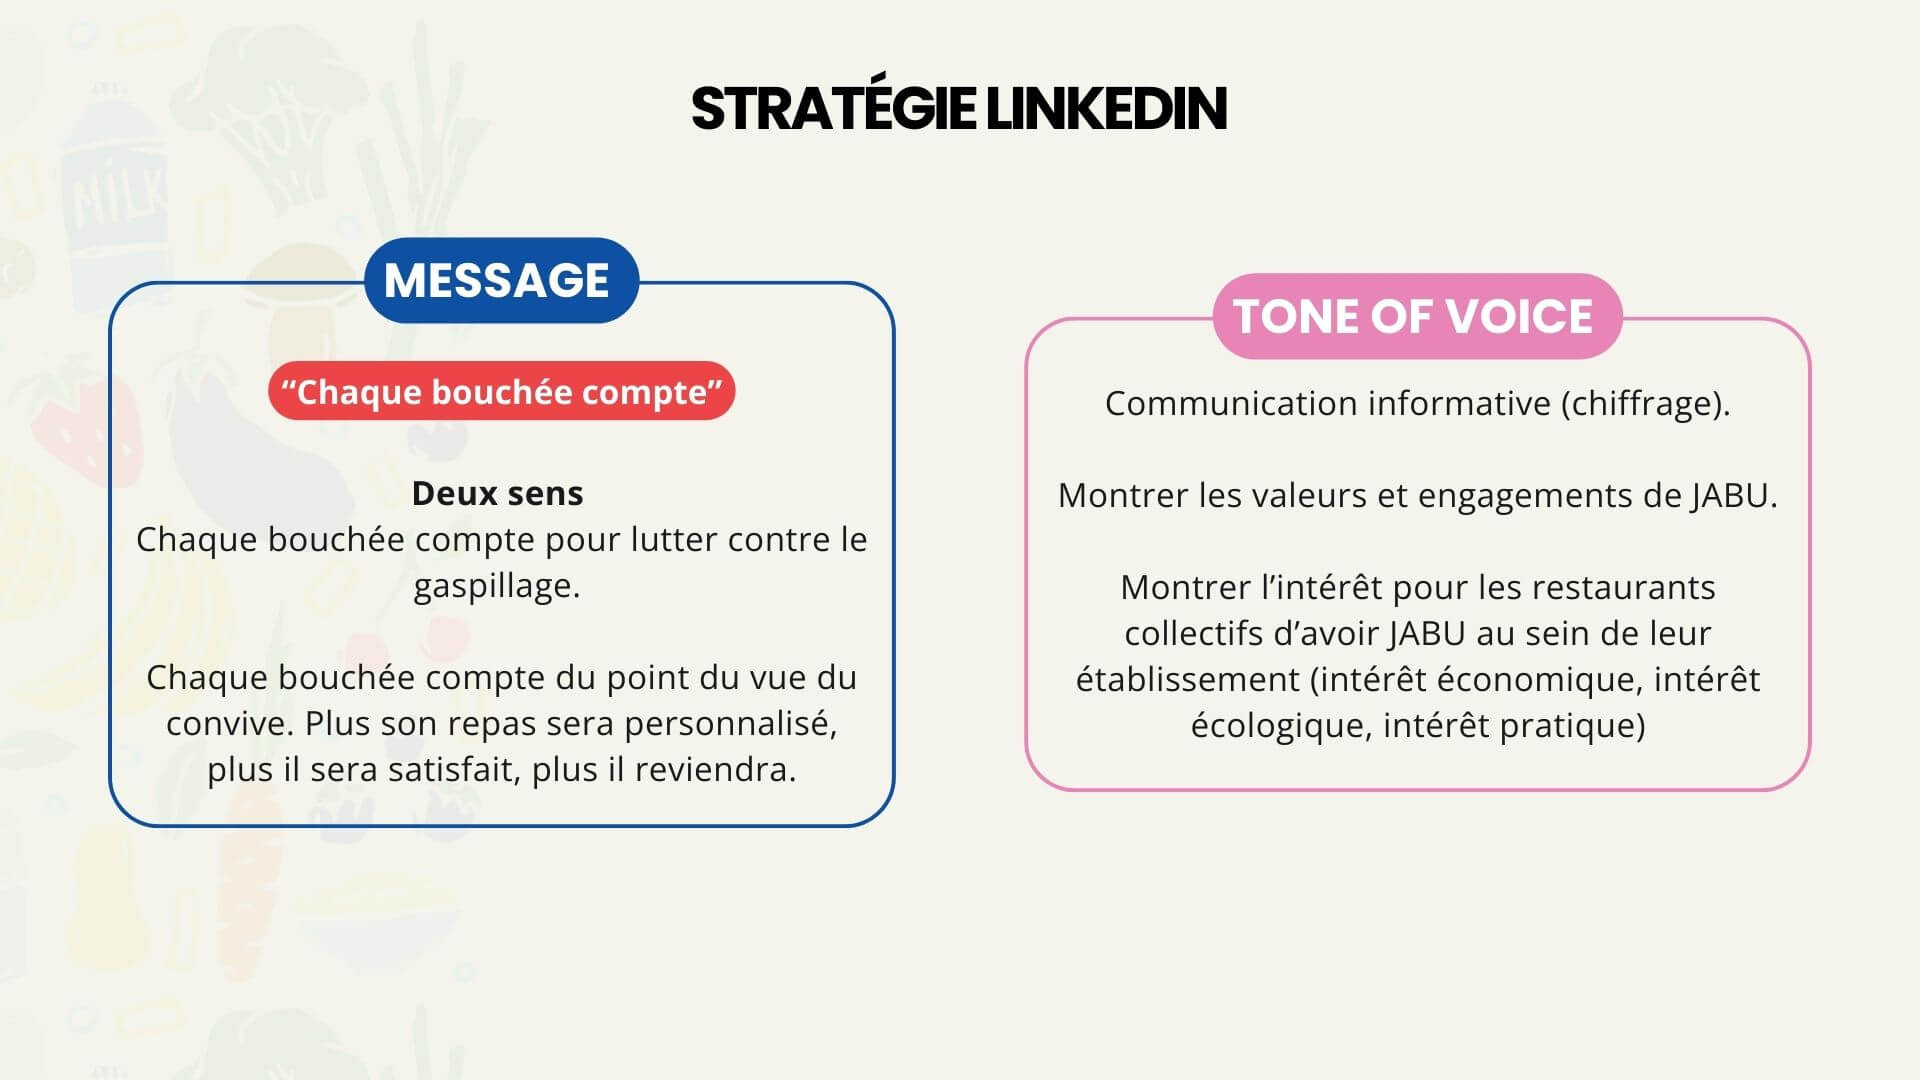 STRATÉGIE LINKEDIN
MILK
MESSAGE
“Chaque bouchée compte”
Deux sens
Chaque bouchée compte pour lutter contre le
gaspillage.
Chaque bouchée compte du point du vue du
convive. Plus son repas sera personnalisé,
plus il sera satisfait, plus il reviendra.
TONE OF VOICE
Communication informative (chiffrage).
Montrer les valeurs et engagements de JABU.
Montrer l’intérêt pour les restaurants
collectifs d’avoir JABU au sein de leur
établissement (intérêt économique, intérêt
écologique, intérêt pratique)